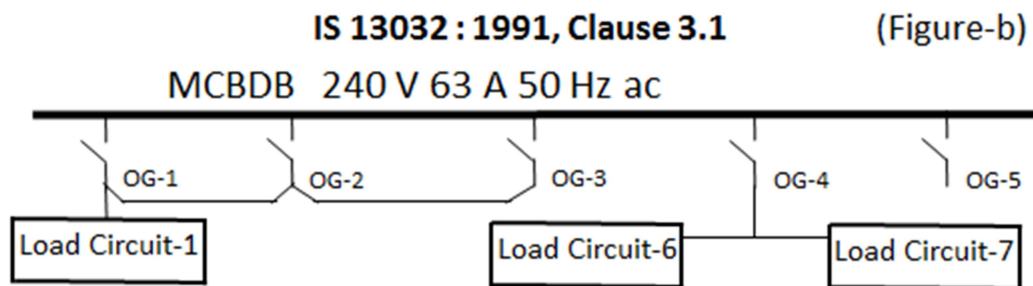 IS 13032 : 1991, Clause 3.1 (Figure-b)
MCBDB 240 V 63 A 50 Hz ac
OG-1 OG-2 OG-3 OG-4 OG-5
Load Circuit-1 Load Circuit-6 Load Circuit-7